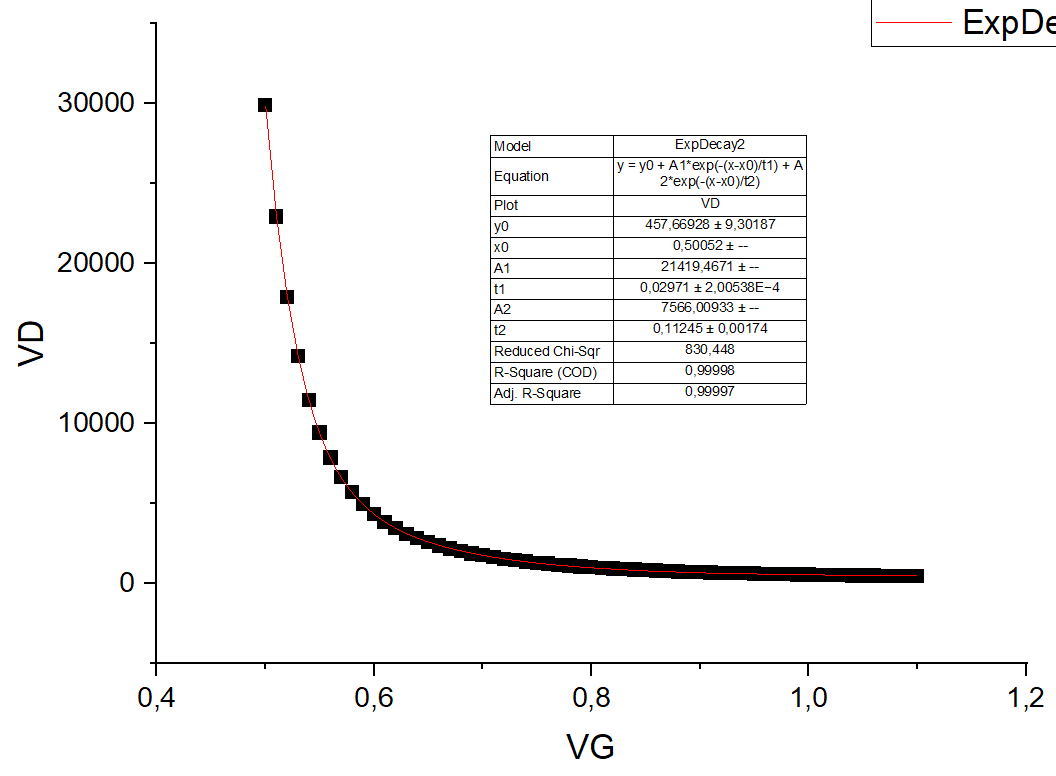 ExpDe
30000
20000
10000
0
VD
Model ExpDecay2
Equation y = y0 + A1*exp(-(x-x0)/t1) + A
2*exp(-(x-x0)/t2)
Plot VD
y0 457,66928 ± 9,30187
x0 0,50052 ± --
A1 21419,4671 ± --
t1 0,02971 ± 2,00538E−4
A2 7566,00933 ± --
t2 0,11245 ± 0,00174
Reduced Chi-Sqr 830,448
R-Square (COD) 0,99998
Adj. R-Square 0,99997
0,4 0,6 0,8 1,0 1,2
VG